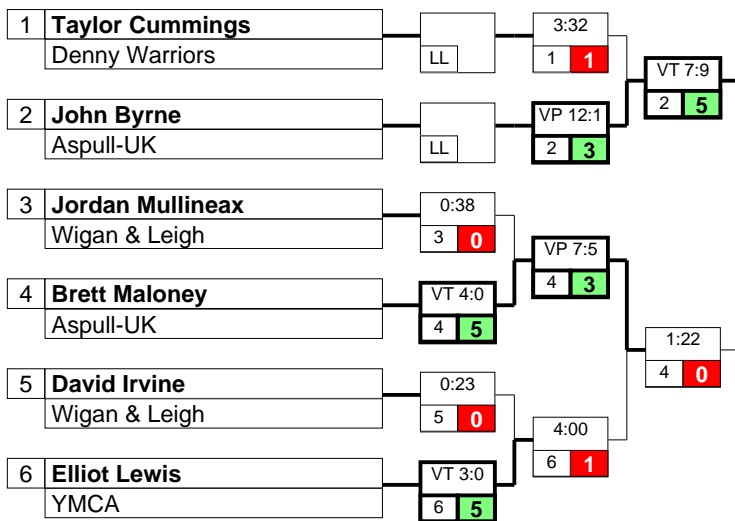 1 Taylor Cummings
Denny Warriors
LL
3:32
1 1
VT 7:9
2 5
2 John Byrne
Aspull-UK
LL
VP 12:1
2 3
3 Jordan Mullineax
Wigan & Leigh
0:38
3 0
VP 7:5
4 3
4 Brett Maloney
Aspull-UK
VT 4:0
4 5
1:22
4 0
5 David Irvine
Wigan & Leigh
0:23
5 0
4:00
6 1
6 Elliot Lewis
YMCA
VT 3:0
6 5